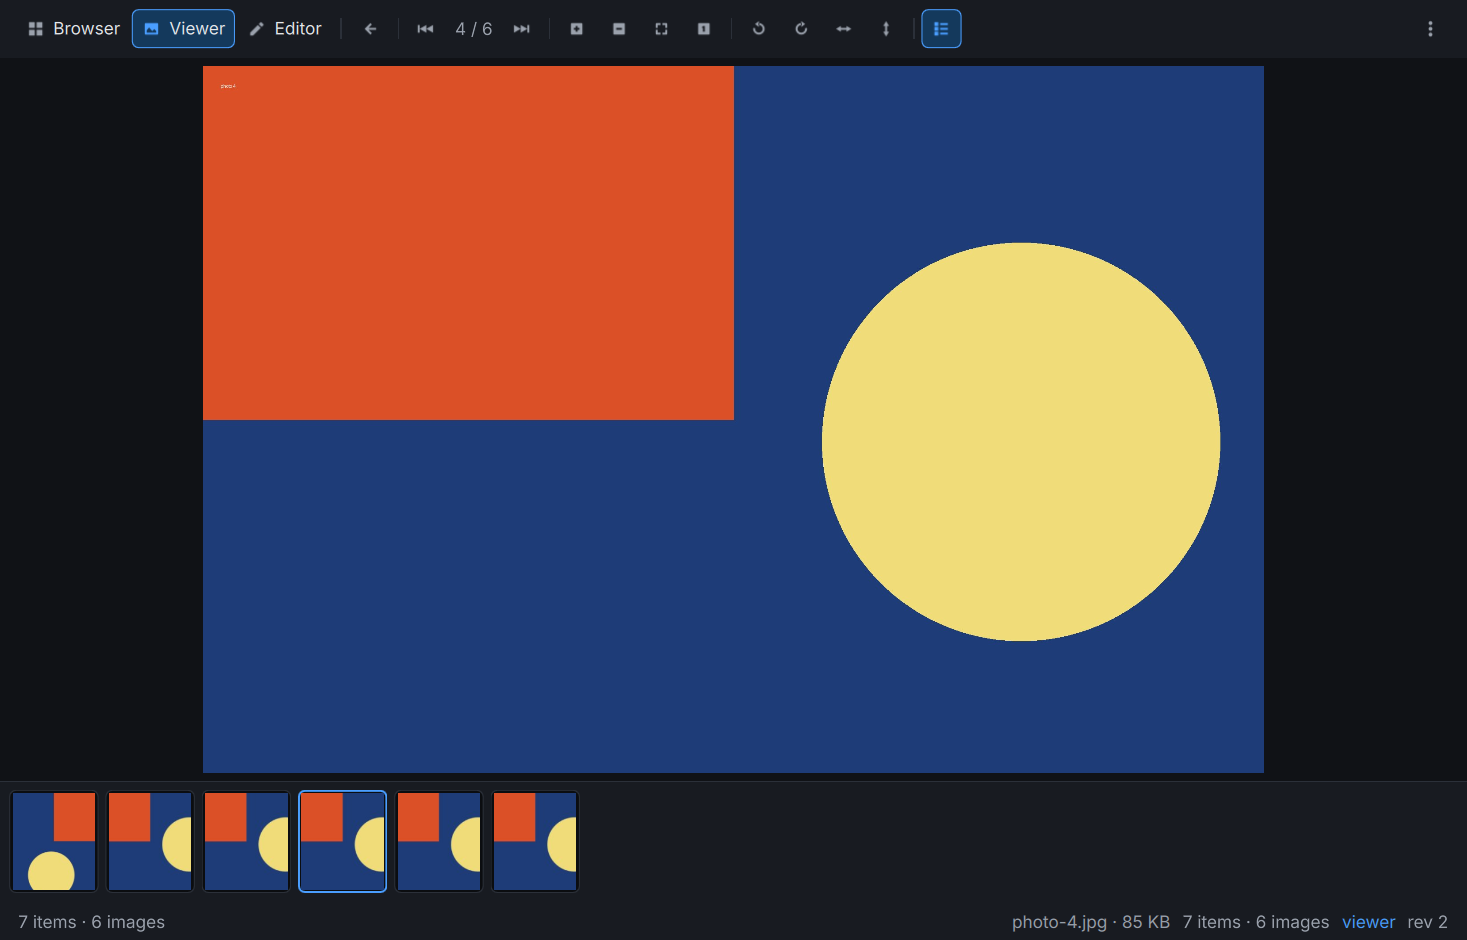 Browser Viewer Editor 4 / 6
7 items · 6 images photo-4.jpg · 85 KB 7 items · 6 images viewer rev 2